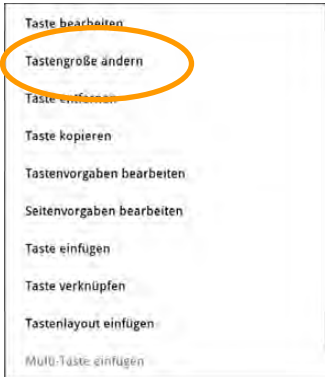 Taste bearbeiten
Tastengröße ändern
Taste entfernen
Taste kopieren
Tastenvorgaben bearbeiten
Seitenvorgaben bearbeiten
Taste einfügen
Taste verknüpfen
Tastenlayout einfügen
Multi-Taste einfügen